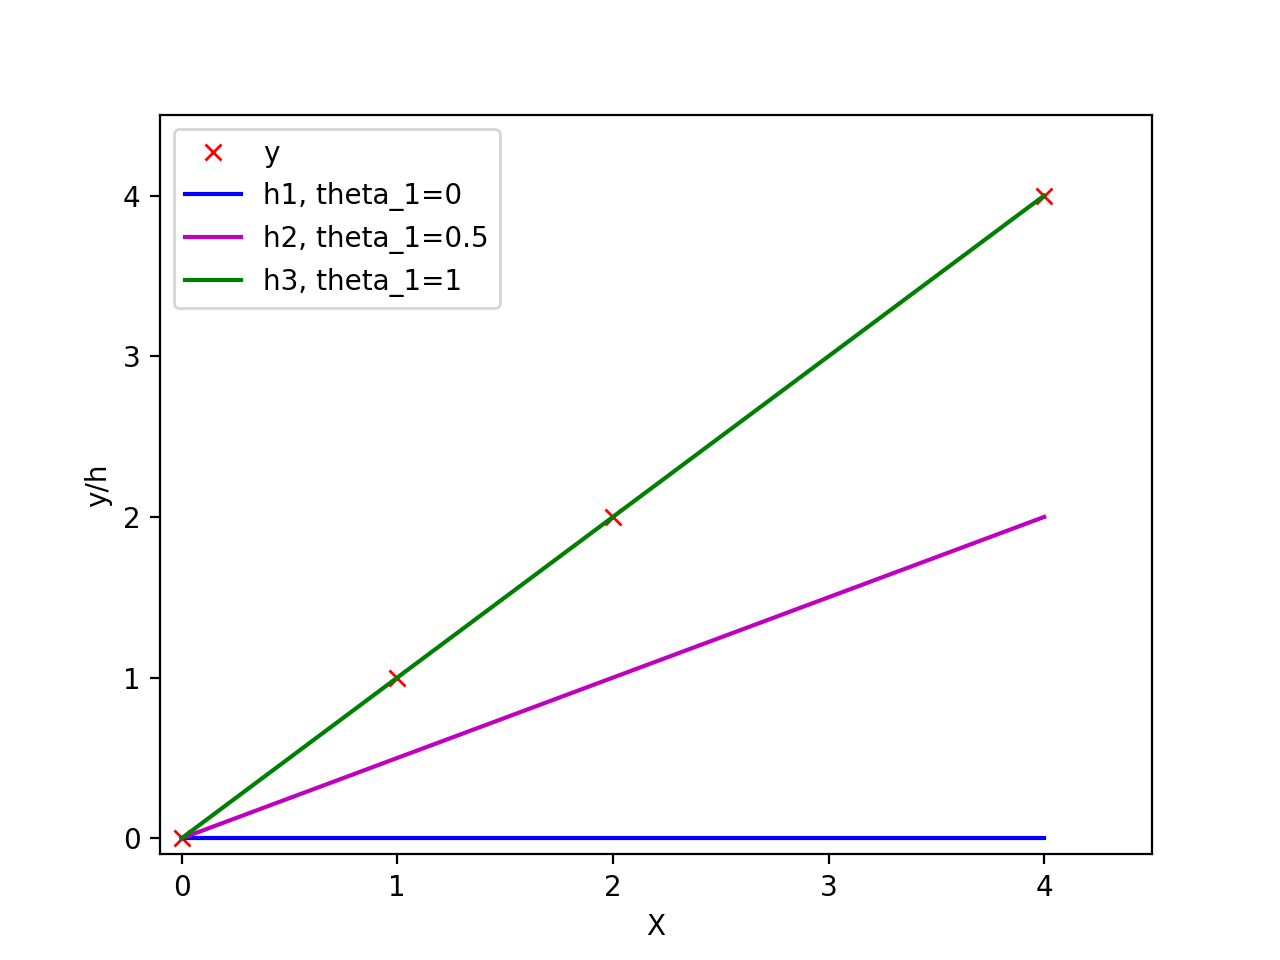 y
h1, theta_1=0
h2, theta_1=0.5
h3, theta_1=1
4
3
2
1
0
y/h
0 1 2 3 4
X